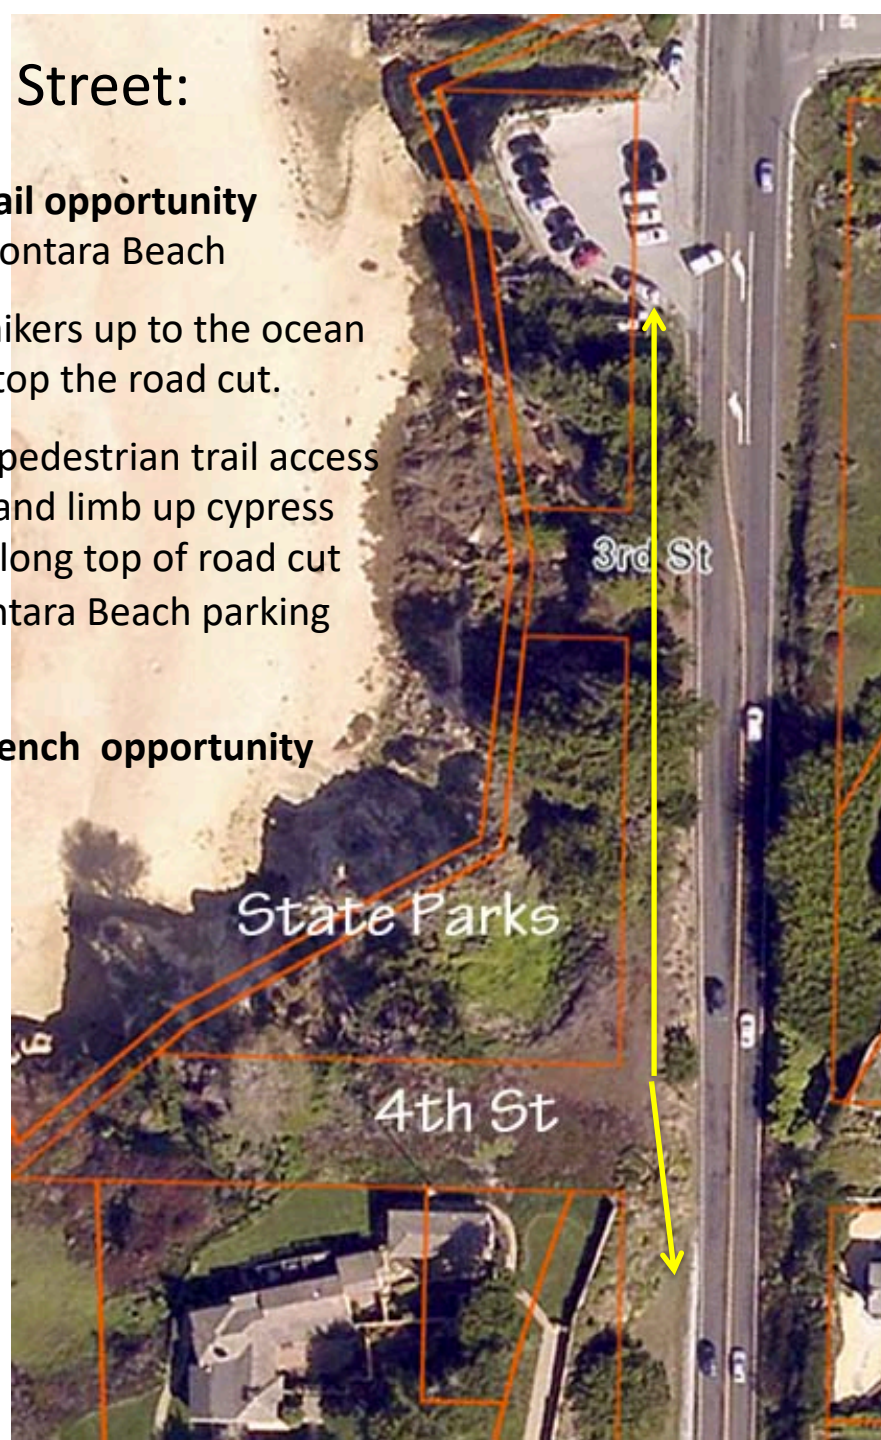 Street:
ail opportunity
ontara Beach
ikers up to the ocean
top the road cut.
pedestrian trail access
and limb up cypress
long top of road cut
3rd St
ntara Beach parking
ench opportunity
State Parks
g
4th St